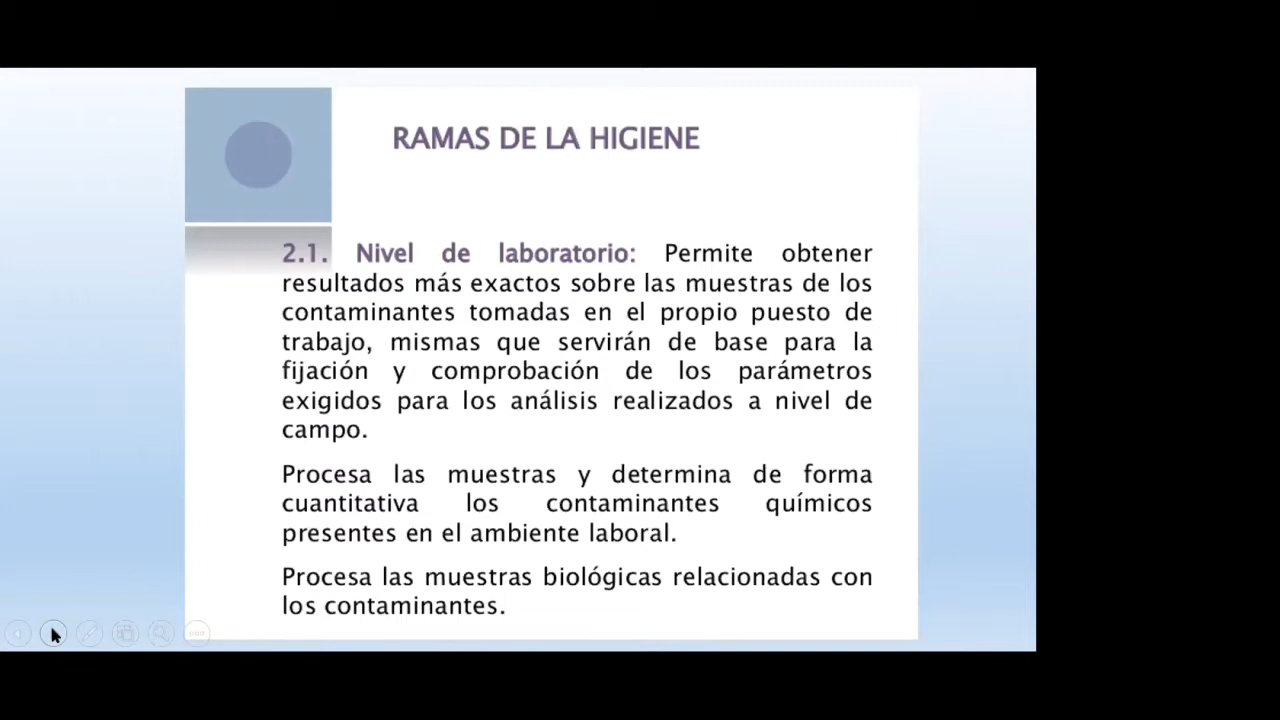 RAMAS DE LA HIGIENE
2.1. Nivel de laboratorio: Permite obtener
resultados más exactos sobre las muestras de los
contaminantes tomadas en el propio puesto de
trabajo, mismas que servirán de base para la
fijación y comprobación de los parámetros
exigidos para los análisis realizados a nivel de
campo.
Procesa las muestras y determina de forma
cuantitativa los contaminantes químicos
presentes en el ambiente laboral.
Procesa las muestras biológicas relacionadas con
los contaminantes.